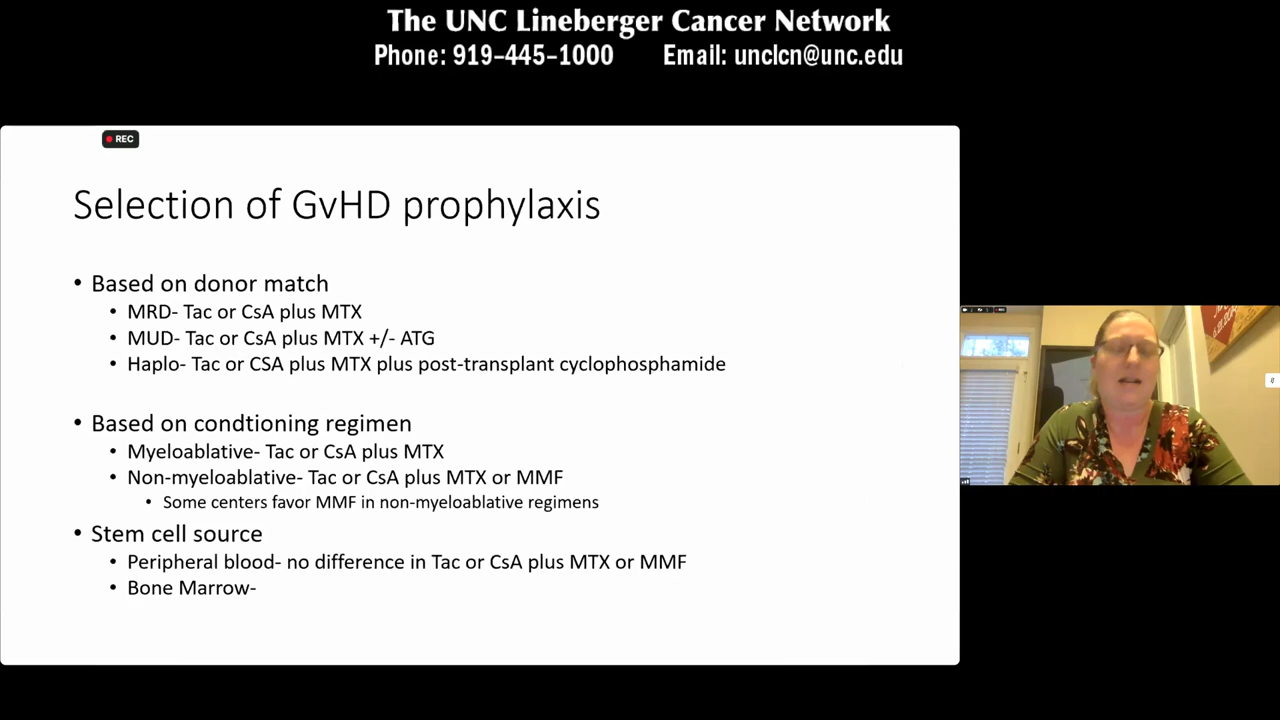 The UNC Lineberger Cancer Network
Phone: 919-445-1000 Email: unclcn@unc.edu
REC
Selection of GvHD prophylaxis
• Based on donor match
• MRD- Tac or CsA plus MTX
• MUD- Tac or CsA plus MTX +/- ATG
• Haplo- Tac or CSA plus MTX plus post-transplant cyclophosphamide
• Based on condtioning regimen
• Myeloablative- Tac or CsA plus MTX
• Non-myeloablative- Tac or CsA plus MTX or MMF
• Some centers favor MMF in non-myeloablative regimens
• Stem cell source
• Peripheral blood- no difference in Tac or CsA plus MTX or MMF
• Bone Marrow-